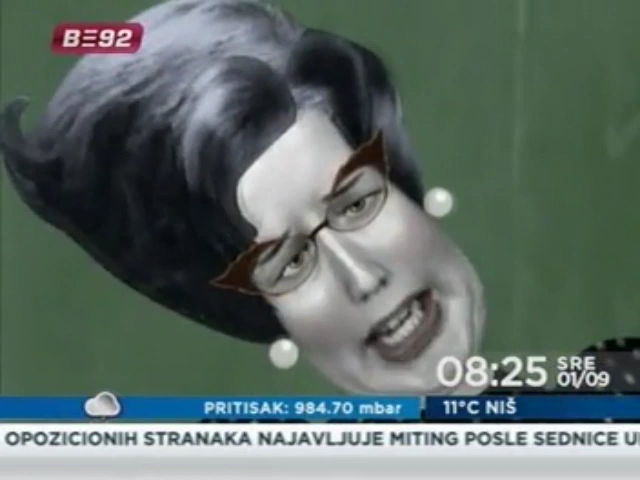 B92
08:25 SRE 01/09
PRITISAK: 984.70 mbar 11°C NIŠ
OPOZICIONIH STRANAKA NAJAVLJUJE MITING POSLE SEDNICE